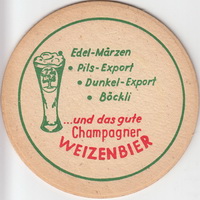 Edel-Märzen
• Pils-Export
• Dunkel-Export
• Böckli
...und das gute
Champagner
WEIZENBIER